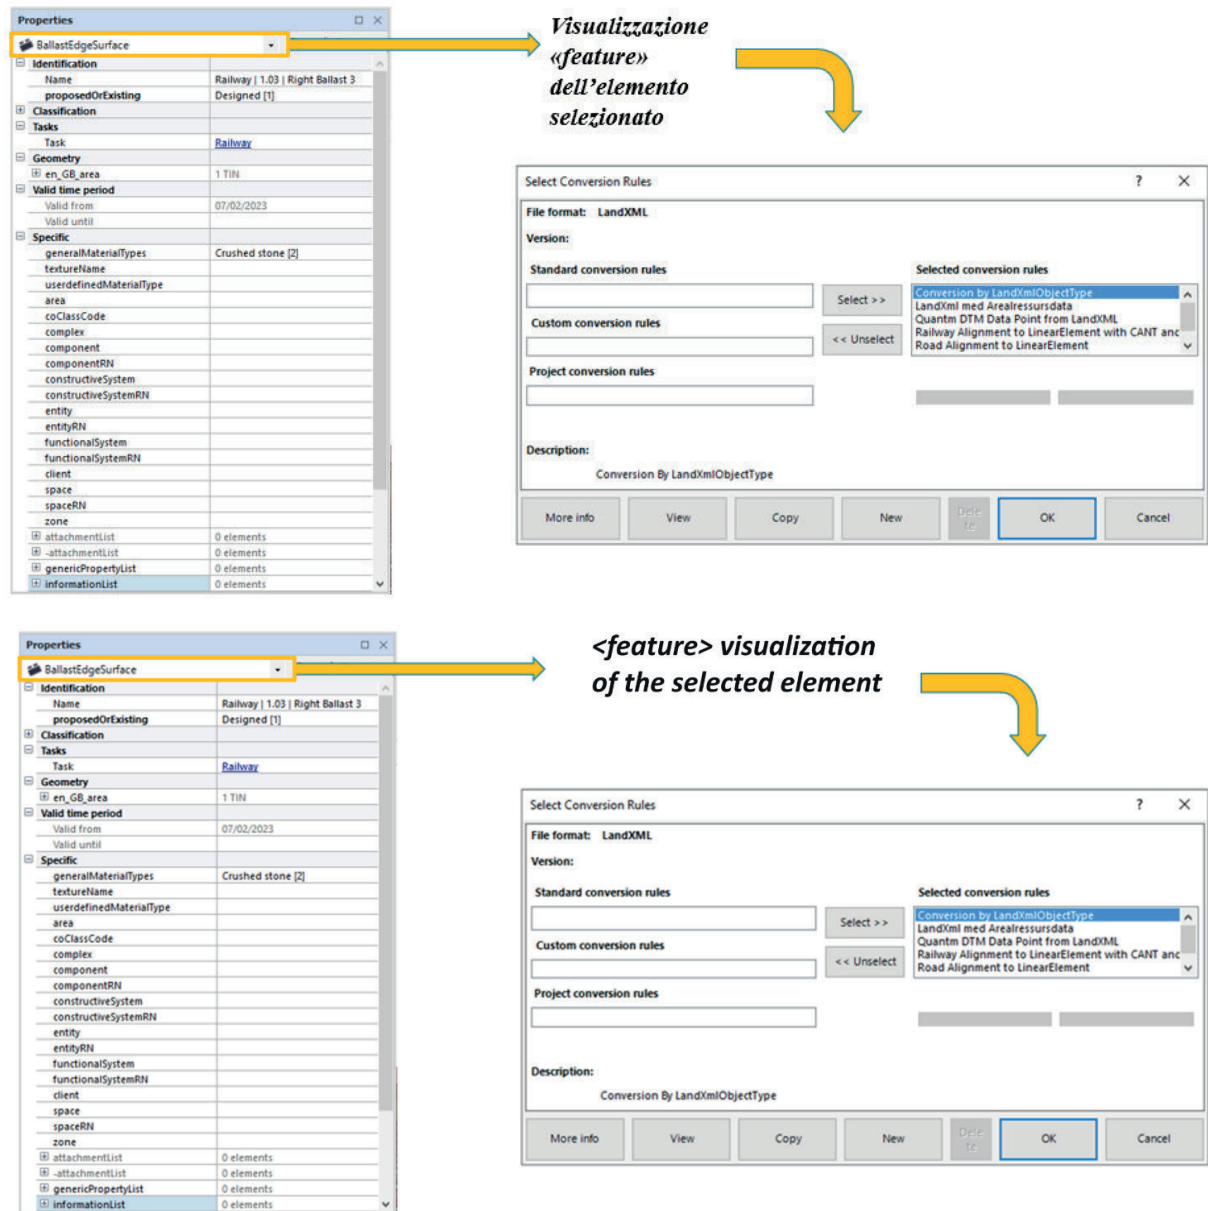 Properties
BallastEdgeSurface
Identification
Name Railway | 1.03 | Right Ballast 3
proposedOrExisting Designed [1]
Classification
Tasks
Task Railway
Geometry
en_GB_area 1 TIN
Valid time period
Valid from 07/02/2023
Valid until
Specific
generalMaterialTypes Crushed stone [2]
textureName
userdefinedMaterialType
area
coClassCode
complex
component
componentRN
constructiveSystem
constructiveSystemRN
entity
entityRN
functionalSystem
functionalSystemRN
client
space
spaceRN
zone
attachmentList 0 elements
-attachmentList 0 elements
genericPropertyList 0 elements
informationList 0 elements
Visualizzazione
«feature»
dell'elemento
selezionato
Select Conversion Rules ?
File format: LandXML
Version:
Standard conversion rules
Select >>
Custom conversion rules
<< Unselect
Project conversion rules
Selected conversion rules
Conversion by LandXmlObjectType
LandXml med Arealressursdata
Quantm DTM Data Point from LandXML
Railway Alignment to LinearElement with CANT and
Road Alignment to LinearElement
Description:
Conversion By LandXmlObjectType
More info View Copy New Dele OK Cancel
te
Properties
BallastEdgeSurface
Identification
Name Railway | 1.03 | Right Ballast 3
proposedOrExisting Designed [1]
Classification
Tasks
Task Railway
Geometry
en_GB_area 1 TIN
Valid time period
Valid from 07/02/2023
Valid until
Specific
generalMaterialTypes Crushed stone [2]
textureName
userdefinedMaterialType
area
coClassCode
complex
component
componentRN
constructiveSystem
constructiveSystemRN
entity
entityRN
functionalSystem
functionalSystemRN
client
space
spaceRN
zone
attachmentList 0 elements
-attachmentList 0 elements
genericPropertyList 0 elements
informationList 0 elements
<feature> visualization
of the selected element
Select Conversion Rules ?
File format: LandXML
Version:
Standard conversion rules
Select >>
Custom conversion rules
<< Unselect
Project conversion rules
Selected conversion rules
Conversion by LandXmlObjectType
LandXml med Arealressursdata
Quantm DTM Data Point from LandXML
Railway Alignment to LinearElement with CANT and
Road Alignment to LinearElement
Description:
Conversion By LandXmlObjectType
More info View Copy New Dele OK Cancel
te